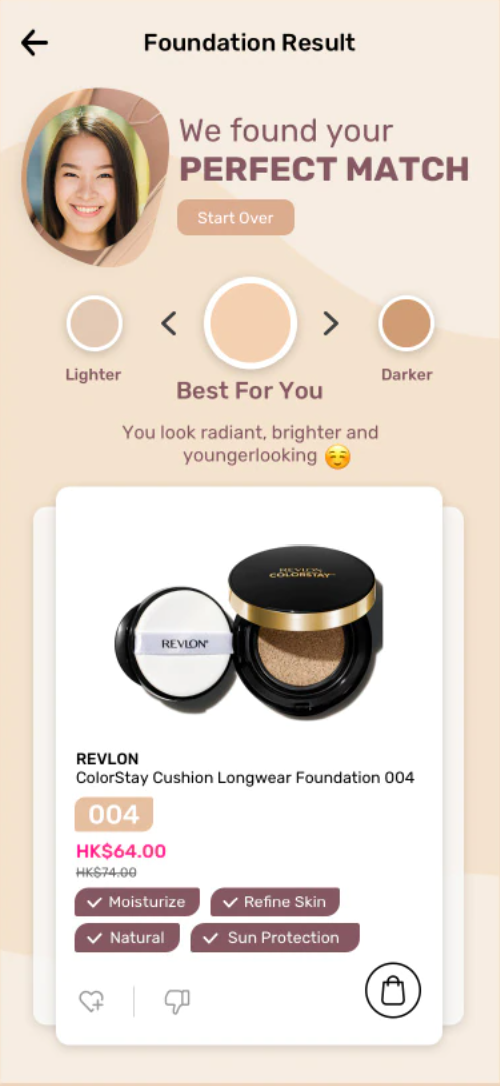 Foundation Result
We found your
PERFECT MATCH
Start Over
Lighter
Darker
Best For You
You look radiant, brighter and
youngerlooking
REVLON
COLORSTAY
REVLON
REVLON
ColorStay Cushion Longwear Foundation 004
004
HK$64.00
HK$74.00
Moisturize
Refine Skin
Natural
Sun Protection